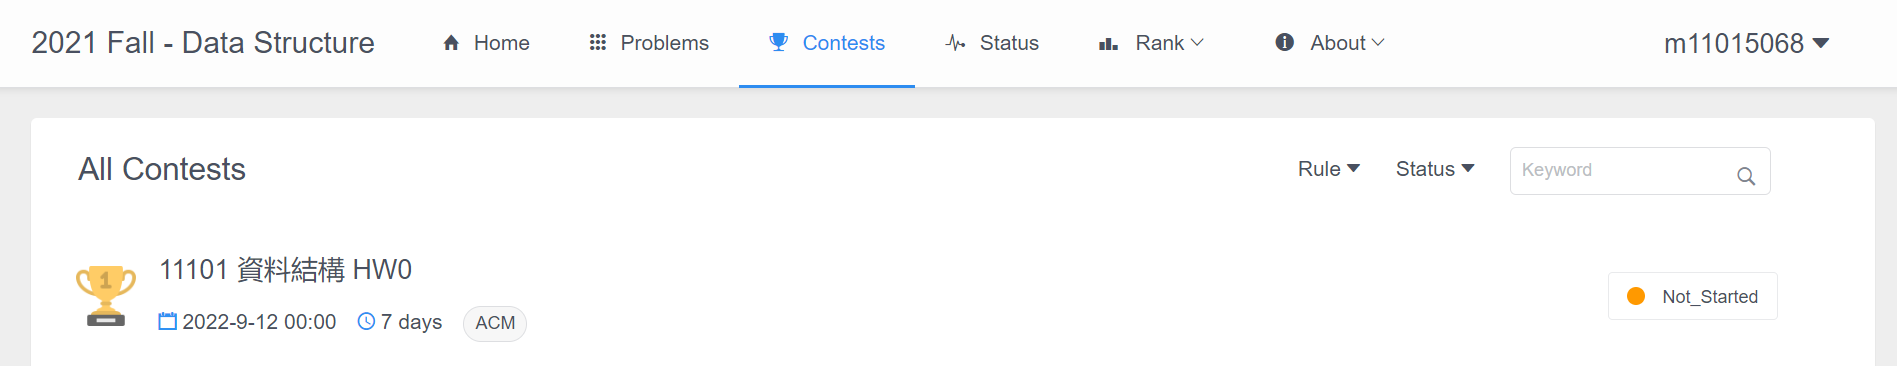 2021 Fall - Data Structure Home Problems Contests Status Rank About m11015068
All Contests Rule Status Keyword
1
11101 資料結構 HW0
Not_Started
2022-9-12 00:00 7 days ACM